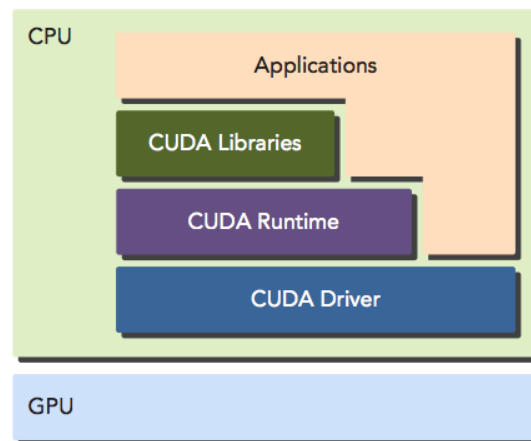 CPU
Applications
CUDA Libraries
CUDA Runtime
CUDA Driver
GPU